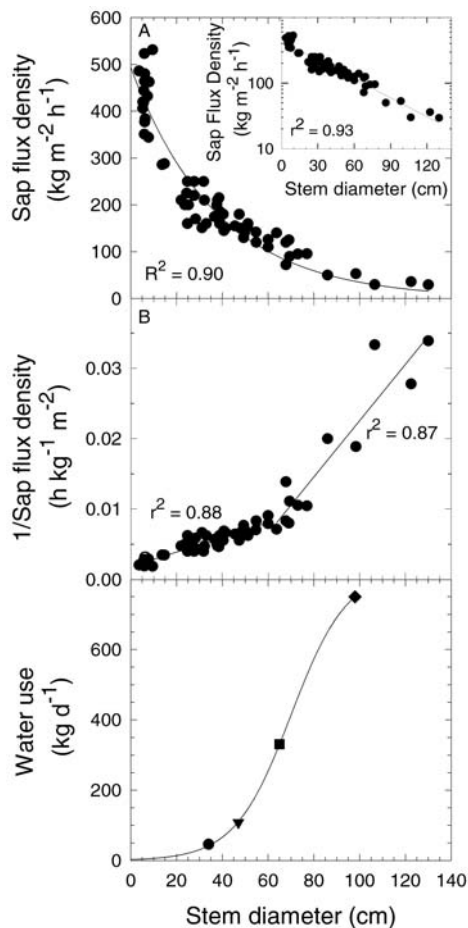 A
600
500
400
300
200
100
0
Sap flux density
(kg m⁻² h⁻¹)
R² = 0.90
Sap Flux Density
(kg m⁻² h⁻¹)
100
10
r² = 0.93
0 30 60 90 120
Stem diameter (cm)
B
0.03
0.02
0.01
0.00
1/Sap flux density
(h kg⁻¹ m⁻²)
r² = 0.88
r² = 0.87
600
400
200
0
Water use
(kg d⁻¹)
0 20 40 60 80 100 120 140
Stem diameter (cm)